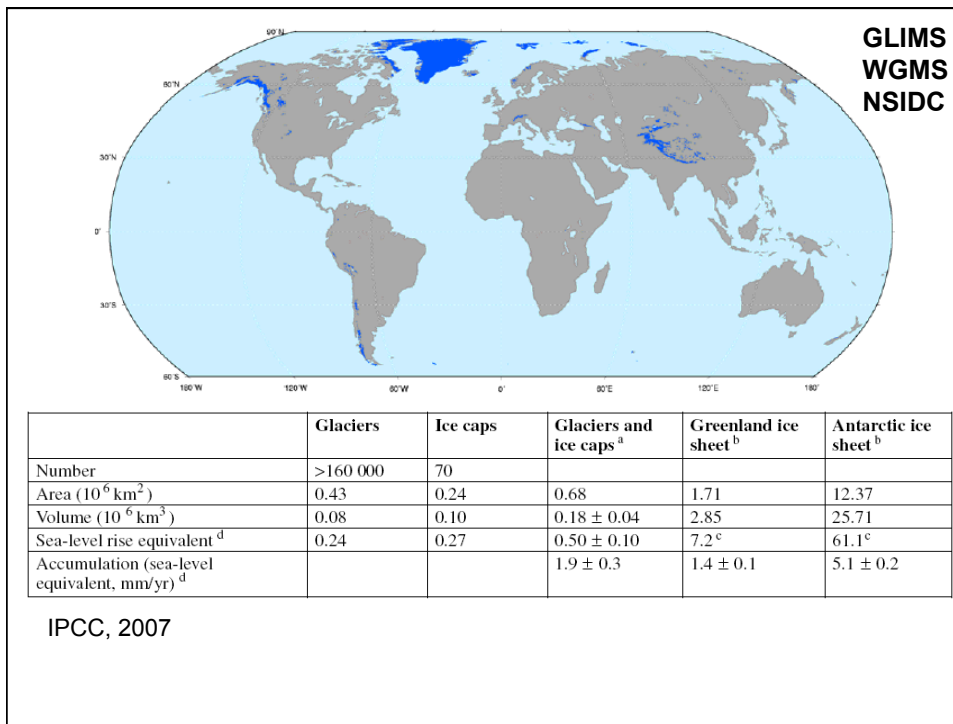 GLIMS
WGMS
NSIDC
90°N
60°N
30°N
0°
30°S
60°S
180°W 120°W 60°W 0° 60°E 120°E 180°
Glaciers Ice caps Glaciers and ice caps a Greenland ice sheet b Antarctic ice sheet b
Number >160 000 70
Area (10 6 km2) 0.43 0.24 0.68 1.71 12.37
Volume (10 6 km3) 0.08 0.10 0.18 ± 0.04 2.85 25.71
Sea-level rise equivalent d 0.24 0.27 0.50 ± 0.10 7.2 c 61.1 c
Accumulation (sea-level equivalent, mm/yr) d 1.9 ± 0.3 1.4 ± 0.1 5.1 ± 0.2
IPCC, 2007